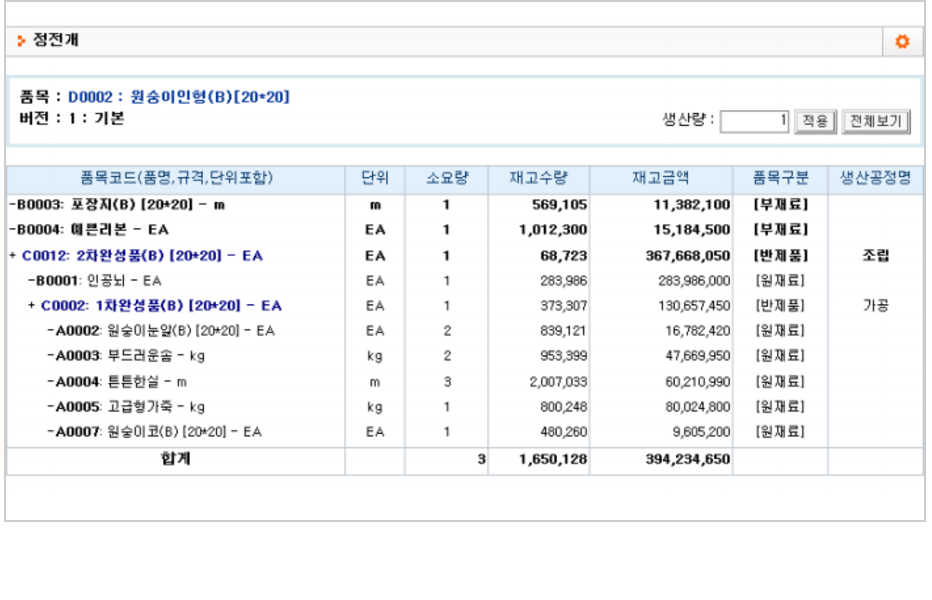 정전개
품목 : D0002 : 원숭이인형(B)[20*20]
버전 : 1 : 기본
생산량 : 1 적용 전체보기
품목코드(품명,규격,단위포함) 단위 소요량 재고수량 재고금액 품목구분 생산공정명
-B0003: 포장지(B) [20*20] - m m 1 569,105 11,382,100 [부재료]
-B0004: 예쁜리본 - EA EA 1 1,012,300 15,184,500 [부재료]
+ C0012: 2차완성품(B) [20*20] - EA EA 1 68,723 367,668,050 [반제품] 조립
-B0001: 인공뇌 - EA EA 1 283,986 283,986,000 [원재료]
+ C0002: 1차완성품(B) [20*20] - EA EA 1 373,307 130,657,450 [반제품] 가공
-A0002: 원숭이눈알(B) [20*20] - EA EA 2 839,121 16,782,420 [원재료]
-A0003: 부드러운솜 - kg kg 2 953,399 47,669,950 [원재료]
-A0004: 튼튼한실 - m m 3 2,007,033 60,210,990 [원재료]
-A0005: 고급형가죽 - kg kg 1 800,248 80,024,800 [원재료]
-A0007: 원숭이코(B) [20*20] - EA EA 1 480,260 9,605,200 [원재료]
합계 3 1,650,128 394,234,650